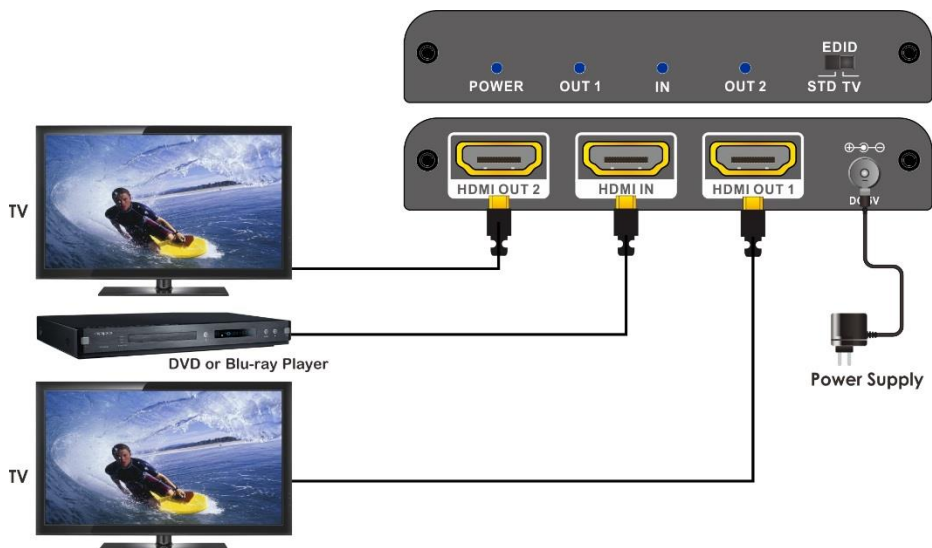 EDID
POWER
OUT 1
IN
OUT 2
STD TV
HDMI OUT 2
HDMI IN
HDMI OUT 1
TV
DVD or Blu-ray Player
Power Supply
TV